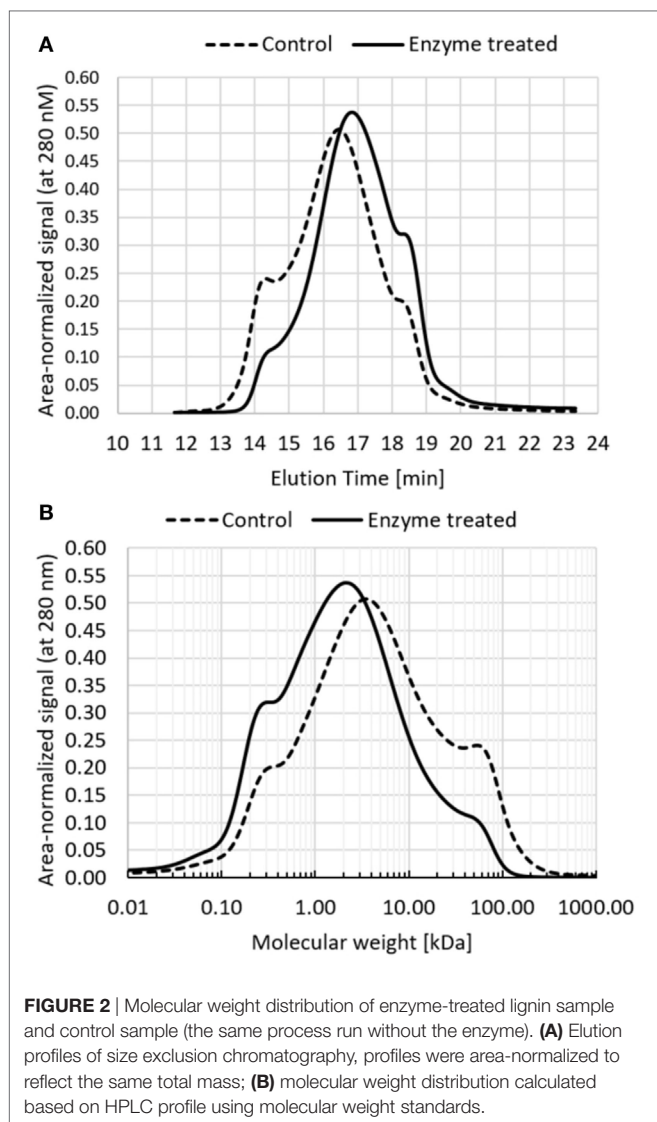 A
Control
Enzyme treated
Area-normalized signal (at 280 nM)
0.60
0.55
0.50
0.45
0.40
0.35
0.30
0.25
0.20
0.15
0.10
0.05
0.00
10 11 12 13 14 15 16 17 18 19 20 21 22 23 24
Elution Time [min]
B
Control
Enzyme treated
Area-normalized signal (at 280 nm)
0.60
0.55
0.50
0.45
0.40
0.35
0.30
0.25
0.20
0.15
0.10
0.05
0.00
0.01 0.10 1.00 10.00 100.00 1000.00
Molecular weight [kDa]
FIGURE 2 | Molecular weight distribution of enzyme-treated lignin sample
and control sample (the same process run without the enzyme). (A) Elution
profiles of size exclusion chromatography, profiles were area-normalized to
reflect the same total mass; (B) molecular weight distribution calculated
based on HPLC profile using molecular weight standards.